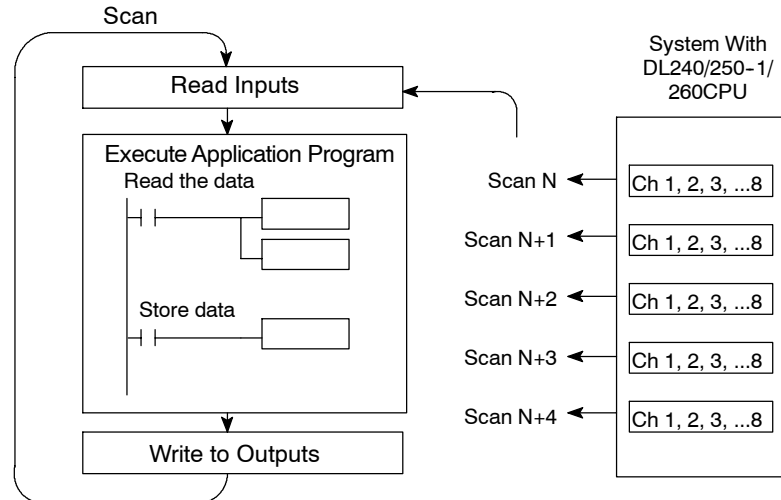 Scan
Read Inputs
Execute Application Program
Read the data
Store data
Write to Outputs
System With
DL240/250-1/
260CPU
Scan N
Ch 1, 2, 3, ...8
Scan N+1
Ch 1, 2, 3, ...8
Scan N+2
Ch 1, 2, 3, ...8
Scan N+3
Ch 1, 2, 3, ...8
Scan N+4
Ch 1, 2, 3, ...8